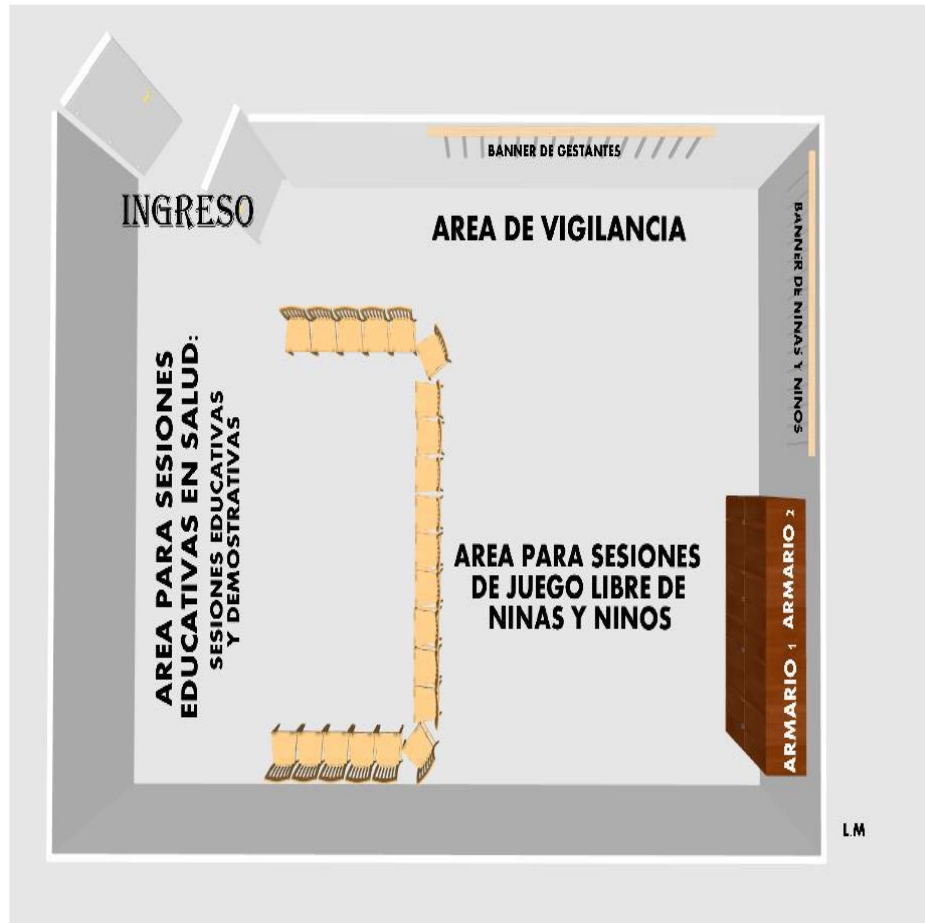 BANNER DE GESTANTES
INGRESO
AREA DE VIGILANCIA
BANNER DE NINAS Y NINOS
AREA PARA SESIONES
EDUCATIVAS EN SALUD:
SESIONES EDUCATIVAS
Y DEMOSTRATIVAS
AREA PARA SESIONES
DE JUEGO LIBRE DE
NINAS Y NINOS
ARMARIO 1 ARMARIO 2
L.M